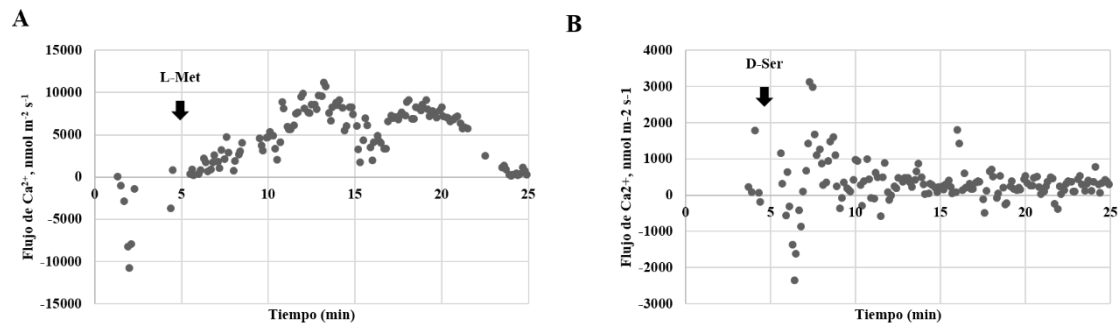 A
B
L-Met
D-Ser
Flujo de Ca²⁺, nmol m⁻² s⁻¹
15000
10000
5000
0
-5000
-10000
-15000
0 5 10 15 20 25
Tiempo (min)
Flujo de Ca2⁺, nmol m-2 s-1
4000
3000
2000
1000
0
-1000
-2000
-3000
0 5 10 15 20 25
Tiempo (min)